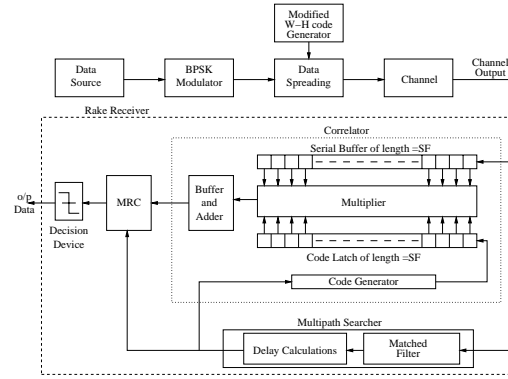 Modified
W-H code
Generator
Data
Source
BPSK
Modulator
Data
Spreading
Channel
Channel
Output
Rake Receiver
Correlator
Serial Buffer of length =SF
Multiplier
Code Latch of length =SF
Code Generator
Buffer
and
Adder
MRC
Decision
Device
o/p
Data
Multipath Searcher
Delay Calculations
Matched
Filter